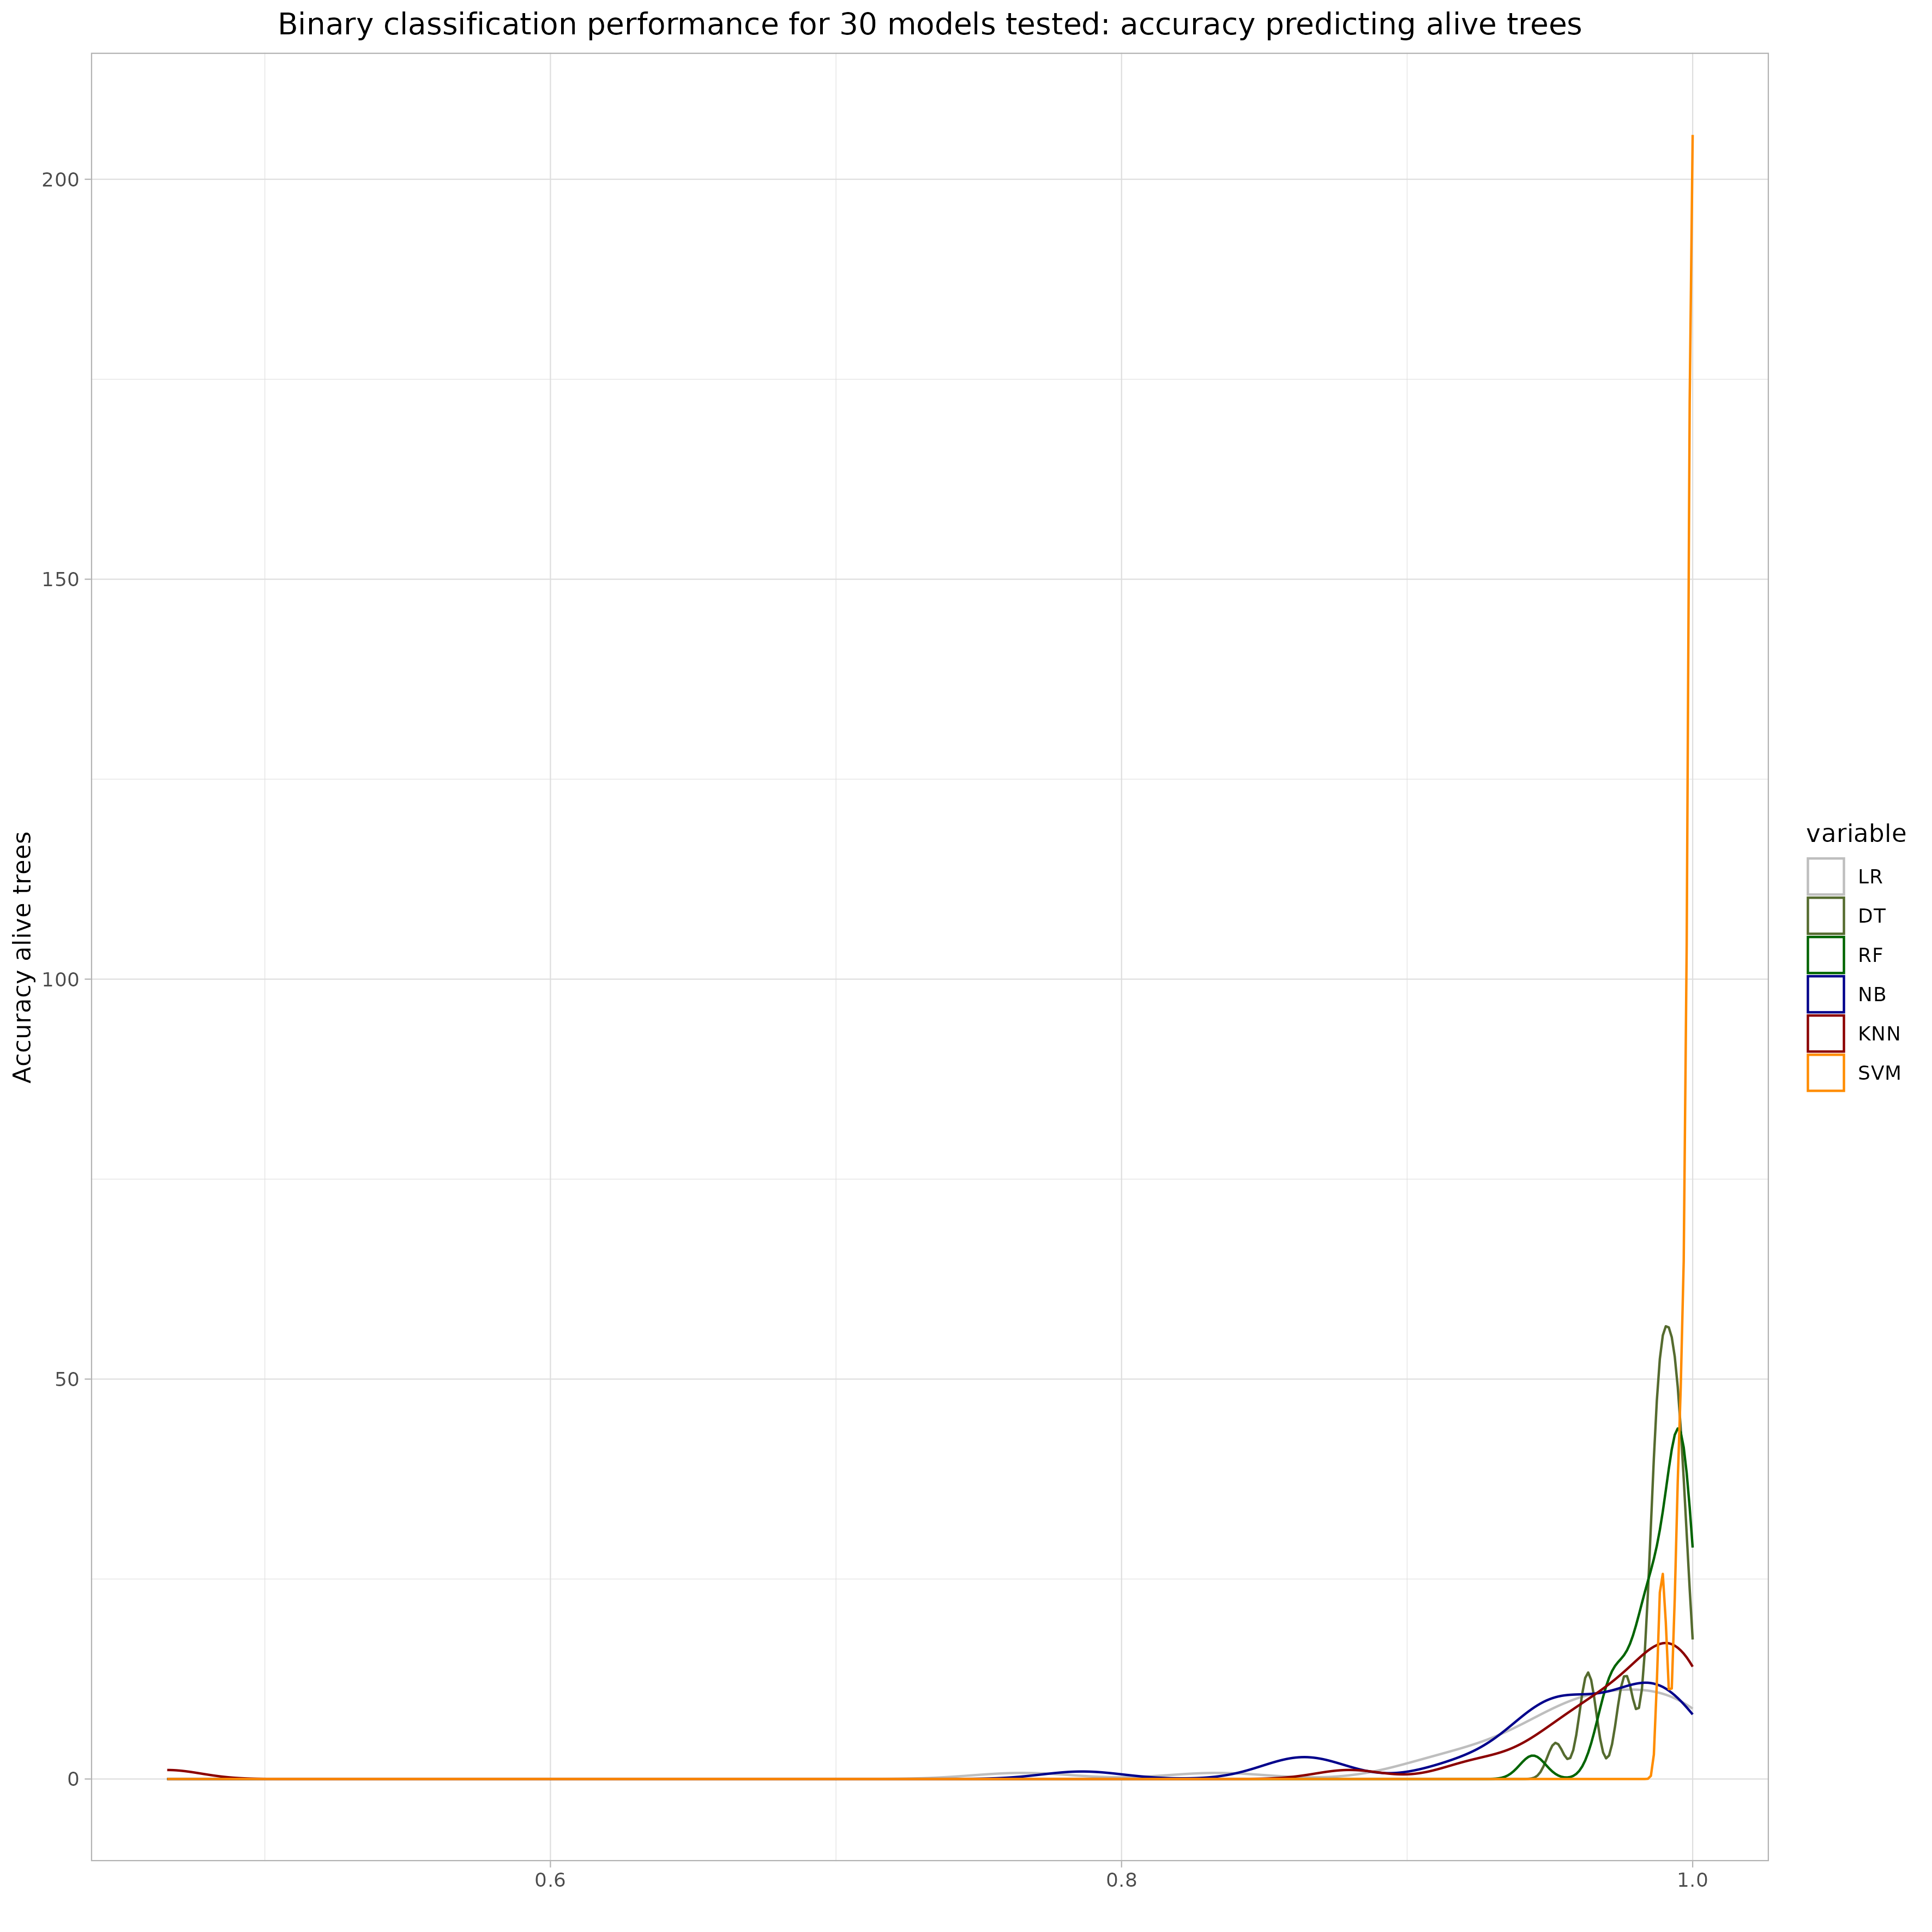 Binary classification performance for 30 models tested: accuracy predicting alive trees
Accuracy alive trees
200
150
100
50
0
0.6
0.8
1.0
variable
LR
DT
RF
NB
KNN
SVM